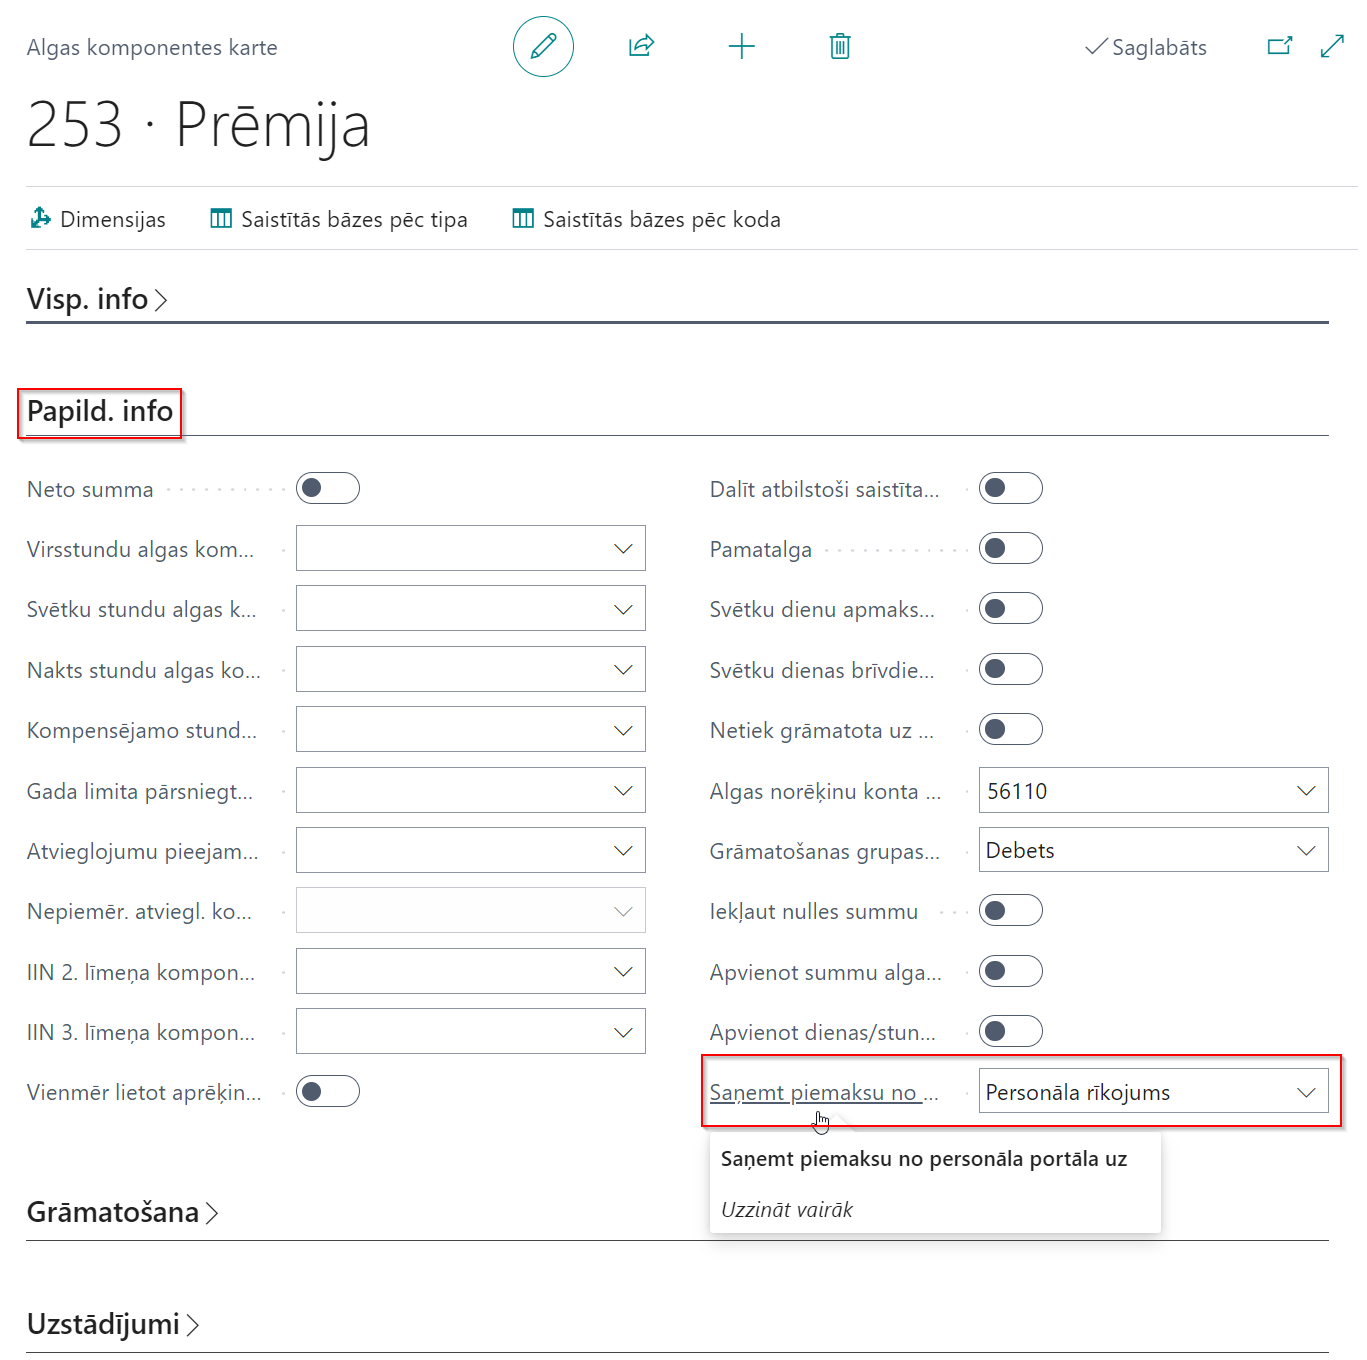 Algas komponentes karte
Saglabāts
253 · Prēmija
Dimensijas
Saistītās bāzes pēc tipa
Saistītās bāzes pēc koda
Visp. info
Papild. info
Neto summa
Virsstundu algas kom...
Svētku stundu algas k...
Nakts stundu algas ko...
Kompensējamo stund...
Gada limita pārsniegt...
Atvieglojumu pieejam...
Nepiemēr. atviegl. ko...
IIN 2. līmeņa kompon...
IIN 3. līmeņa kompon...
Vienmēr lietot aprēķin...
Dalīt atbilstoši saistīta...
Pamatalga
Svētku dienu apmaks...
Svētku dienas brīvdie...
Netiek grāmatota uz ...
Algas norēķinu konta ... 56110
Grāmatošanas grupas... Debets
Iekļaut nulles summu
Apvienot summu alga...
Apvienot dienas/stun...
Saņemt piemaksu no ... Personāla rīkojums
Saņemt piemaksu no personāla portāla uz
Uzzināt vairāk
Grāmatošana
Uzstādījumi